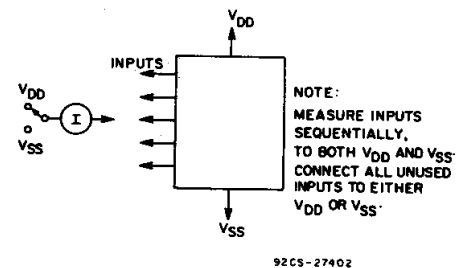 VDD
INPUTS
VDD
I
VSS
NOTE:
MEASURE INPUTS
SEQUENTIALLY,
TO BOTH VDD AND VSS.
CONNECT ALL UNUSED
INPUTS TO EITHER
VDD OR VSS.
VSS
92CS-27402